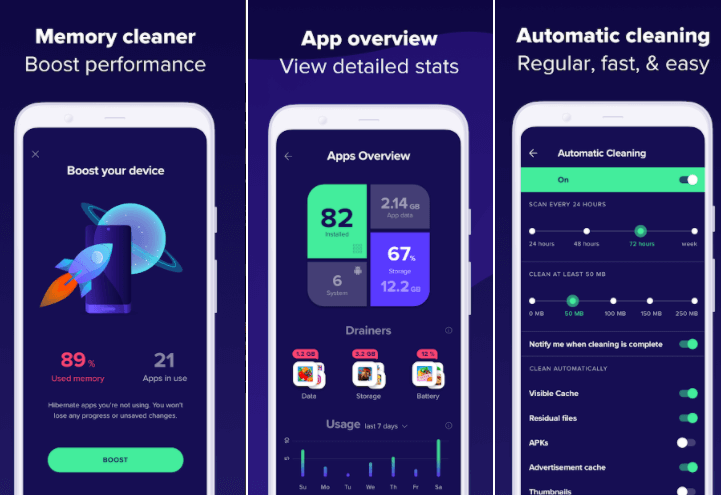 Memory cleaner
Boost performance
Boost your device
89%
Used memory
21
Apps in use
Hibernate apps you're not using. You won't
lose any progress or unsaved changes.
BOOST
App overview
View detailed stats
Apps Overview
82
Installed
2.14 GB
App data
67%
Storage
12.2 GB
6
System
Drainers
1.2 GB
Data
3.2 GB
Storage
12 %
Battery
Usage last 7 days
10
5
Su Mo Tu We Th Fr Sa
Automatic cleaning
Regular, fast, & easy
Automatic Cleaning
On
SCAN EVERY 24 HOURS
24 hours 48 hours 72 hours week
CLEAN AT LEAST 50 MB
0 MB 50 MB 100 MB 150 MB 250 MB
Notify me when cleaning is complete
CLEAN AUTOMATICALLY
Visible Cache
Residual files
APKs
Advertisement cache
Thumbnails